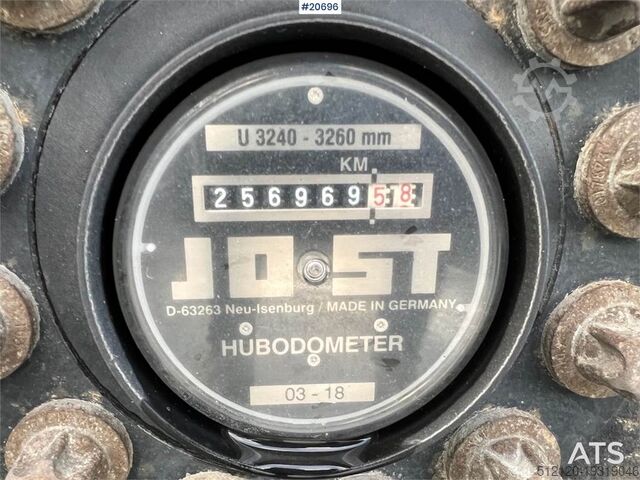 #20696
U 3240 - 3260 mm
KM
25696958
JOST
D-63263 Neu-Isenburg / MADE IN GERMANY
HUBODOMETER
03 - 18
ATS